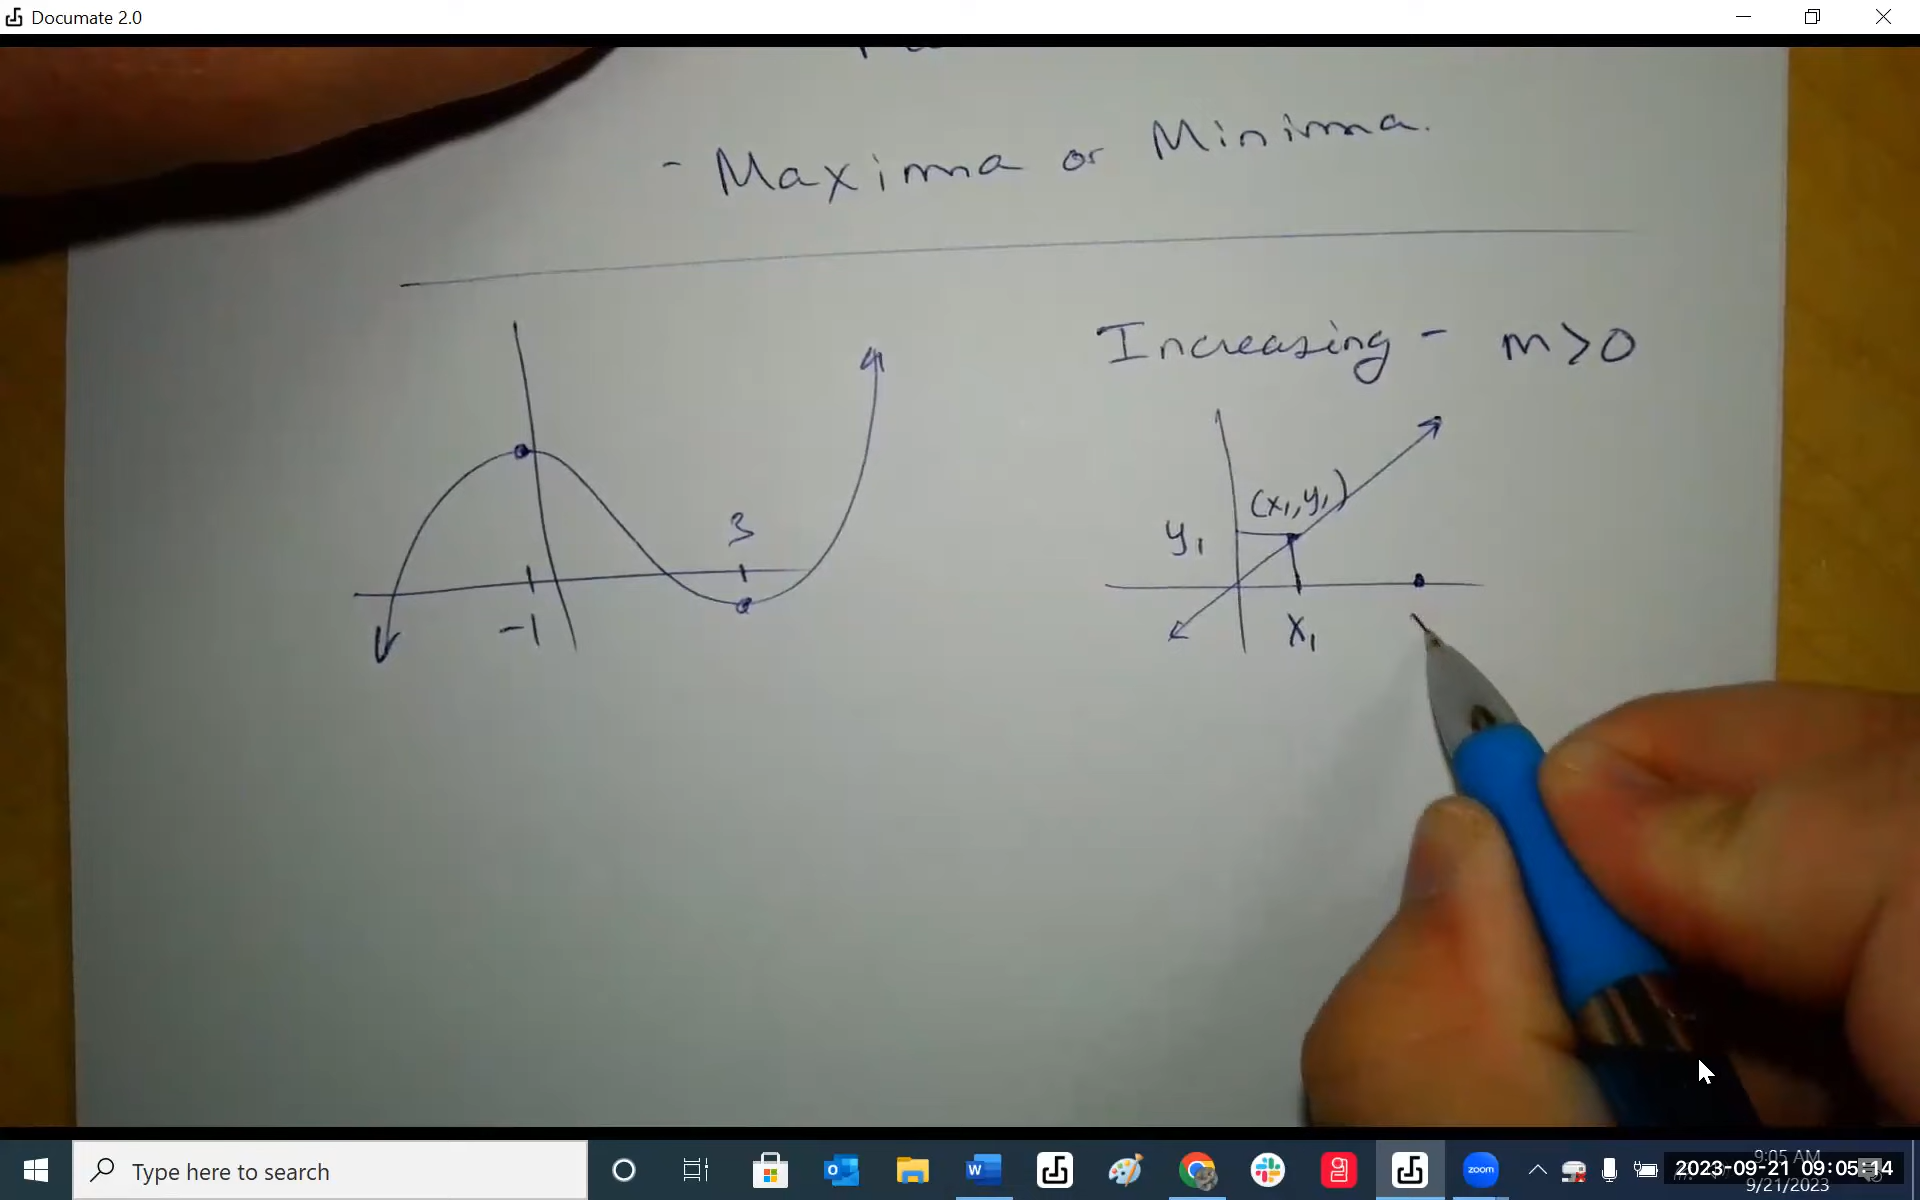 Documate 2.0
- Maxima or Minima.
Increasing - m>0
3
-1
(x₁, y₁)
y₁
x₁
Type here to search
zoom
9:05 AM
2023-09-21 09:05:14
9/21/2023